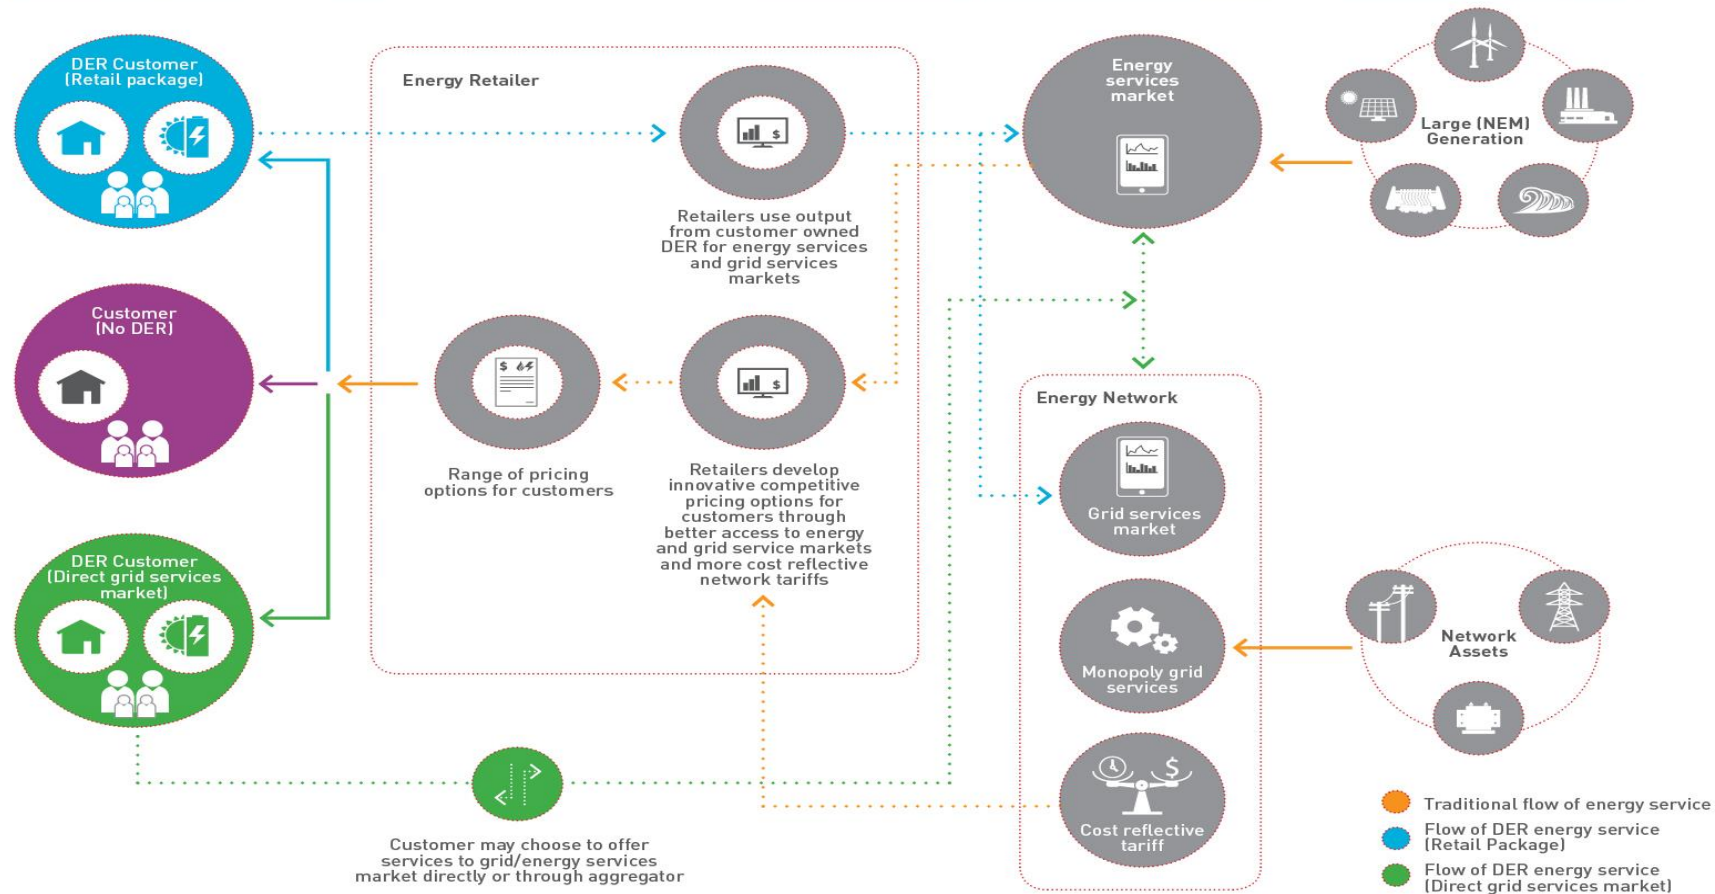 DER Customer
(Retail package)
Energy Retailer
$
Retailers use output
from customer owned
DER for energy services
and grid services
markets
Energy
services
market
Large (NEM)
Generation
Customer
(No DER)
$
Range of pricing
options for customers
$
Retailers develop
innovative competitive
pricing options for
customers through
better access to energy
and grid service markets
and more cost reflective
network tariffs
Energy Network
Grid services
market
Monopoly grid
services
$
Cost reflective
tariff
Network
Assets
DER Customer
(Direct grid services
market)
Customer may choose to offer
services to grid/energy services
market directly or through aggregator
Traditional flow of energy service
Flow of DER energy service
(Retail Package)
Flow of DER energy service
(Direct grid services market)